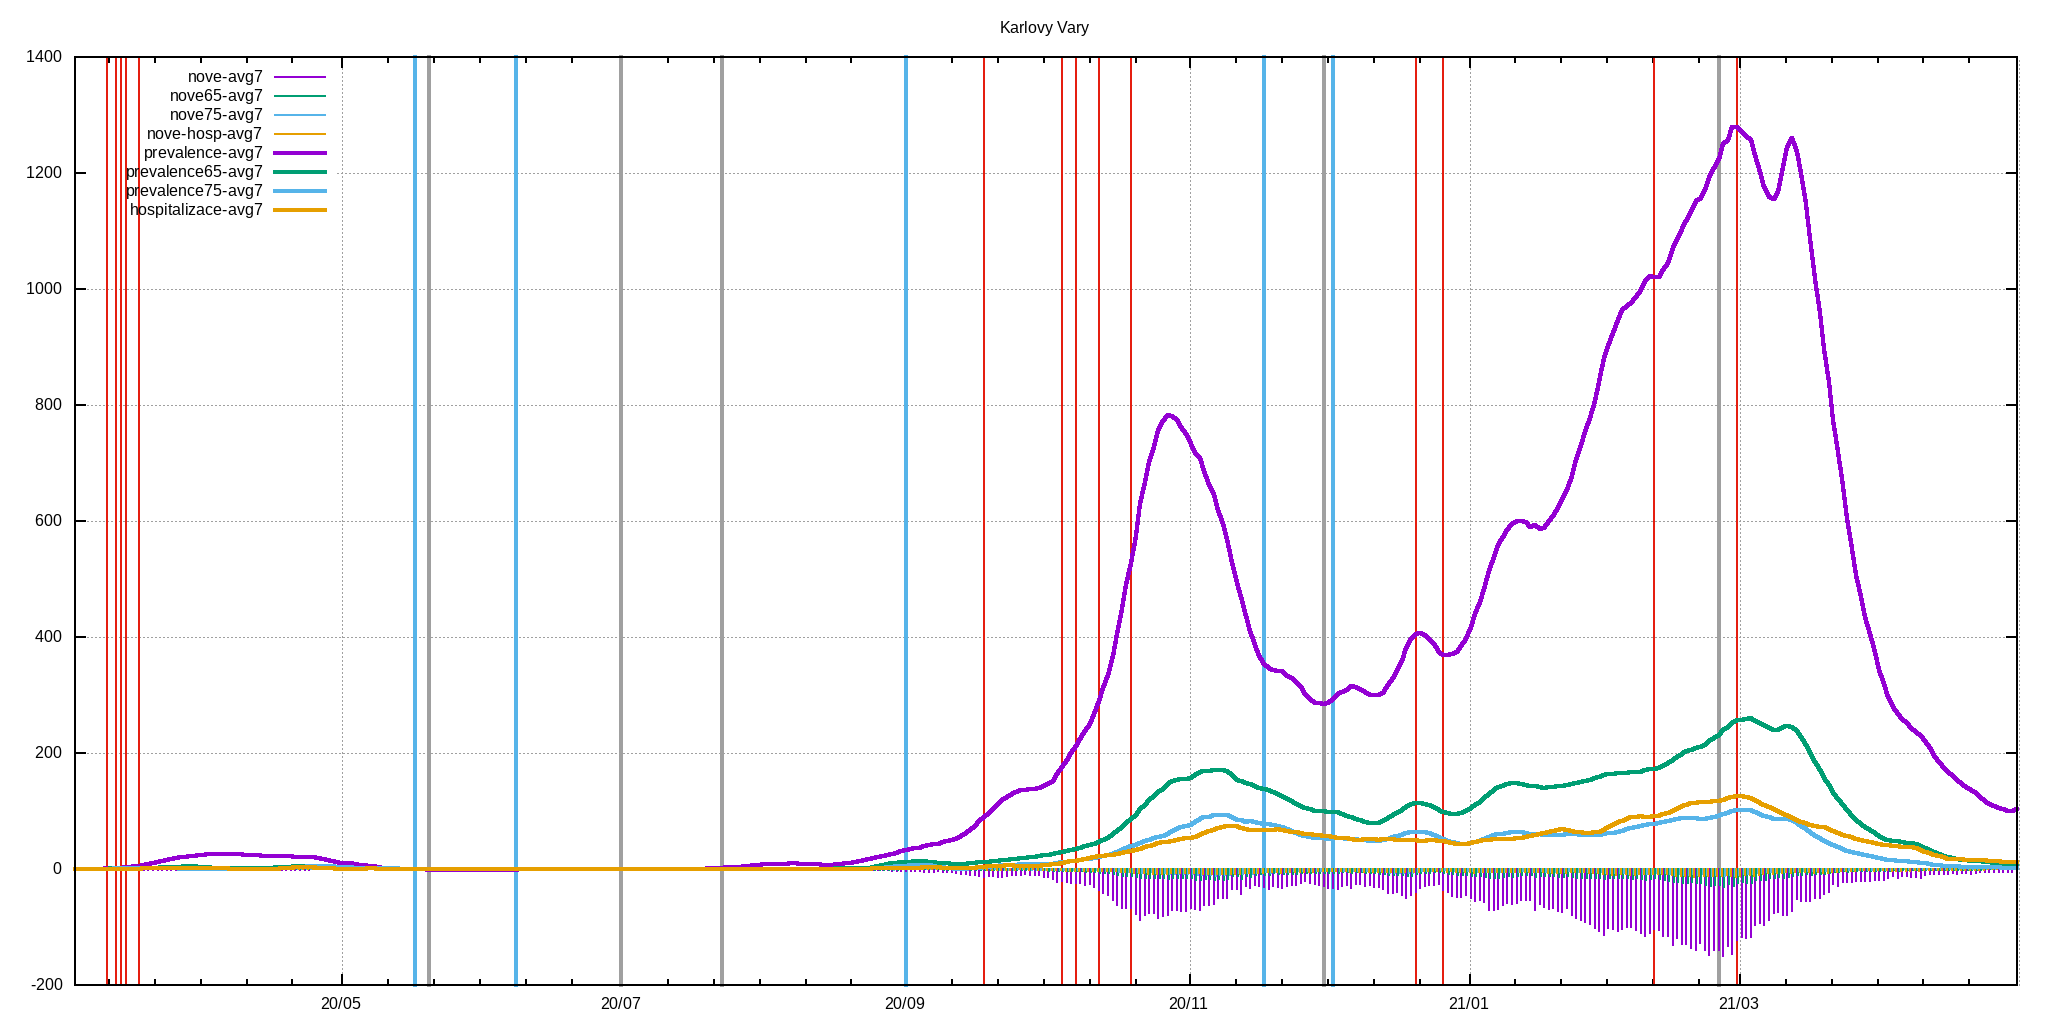 Karlovy Vary
1400
1200
1000
800
600
400
200
0
-200
nove-avg7
nove65-avg7
nove75-avg7
nove-hosp-avg7
prevalence-avg7
prevalence65-avg7
prevalence75-avg7
hospitalizace-avg7
20/05
20/07
20/09
20/11
21/01
21/03